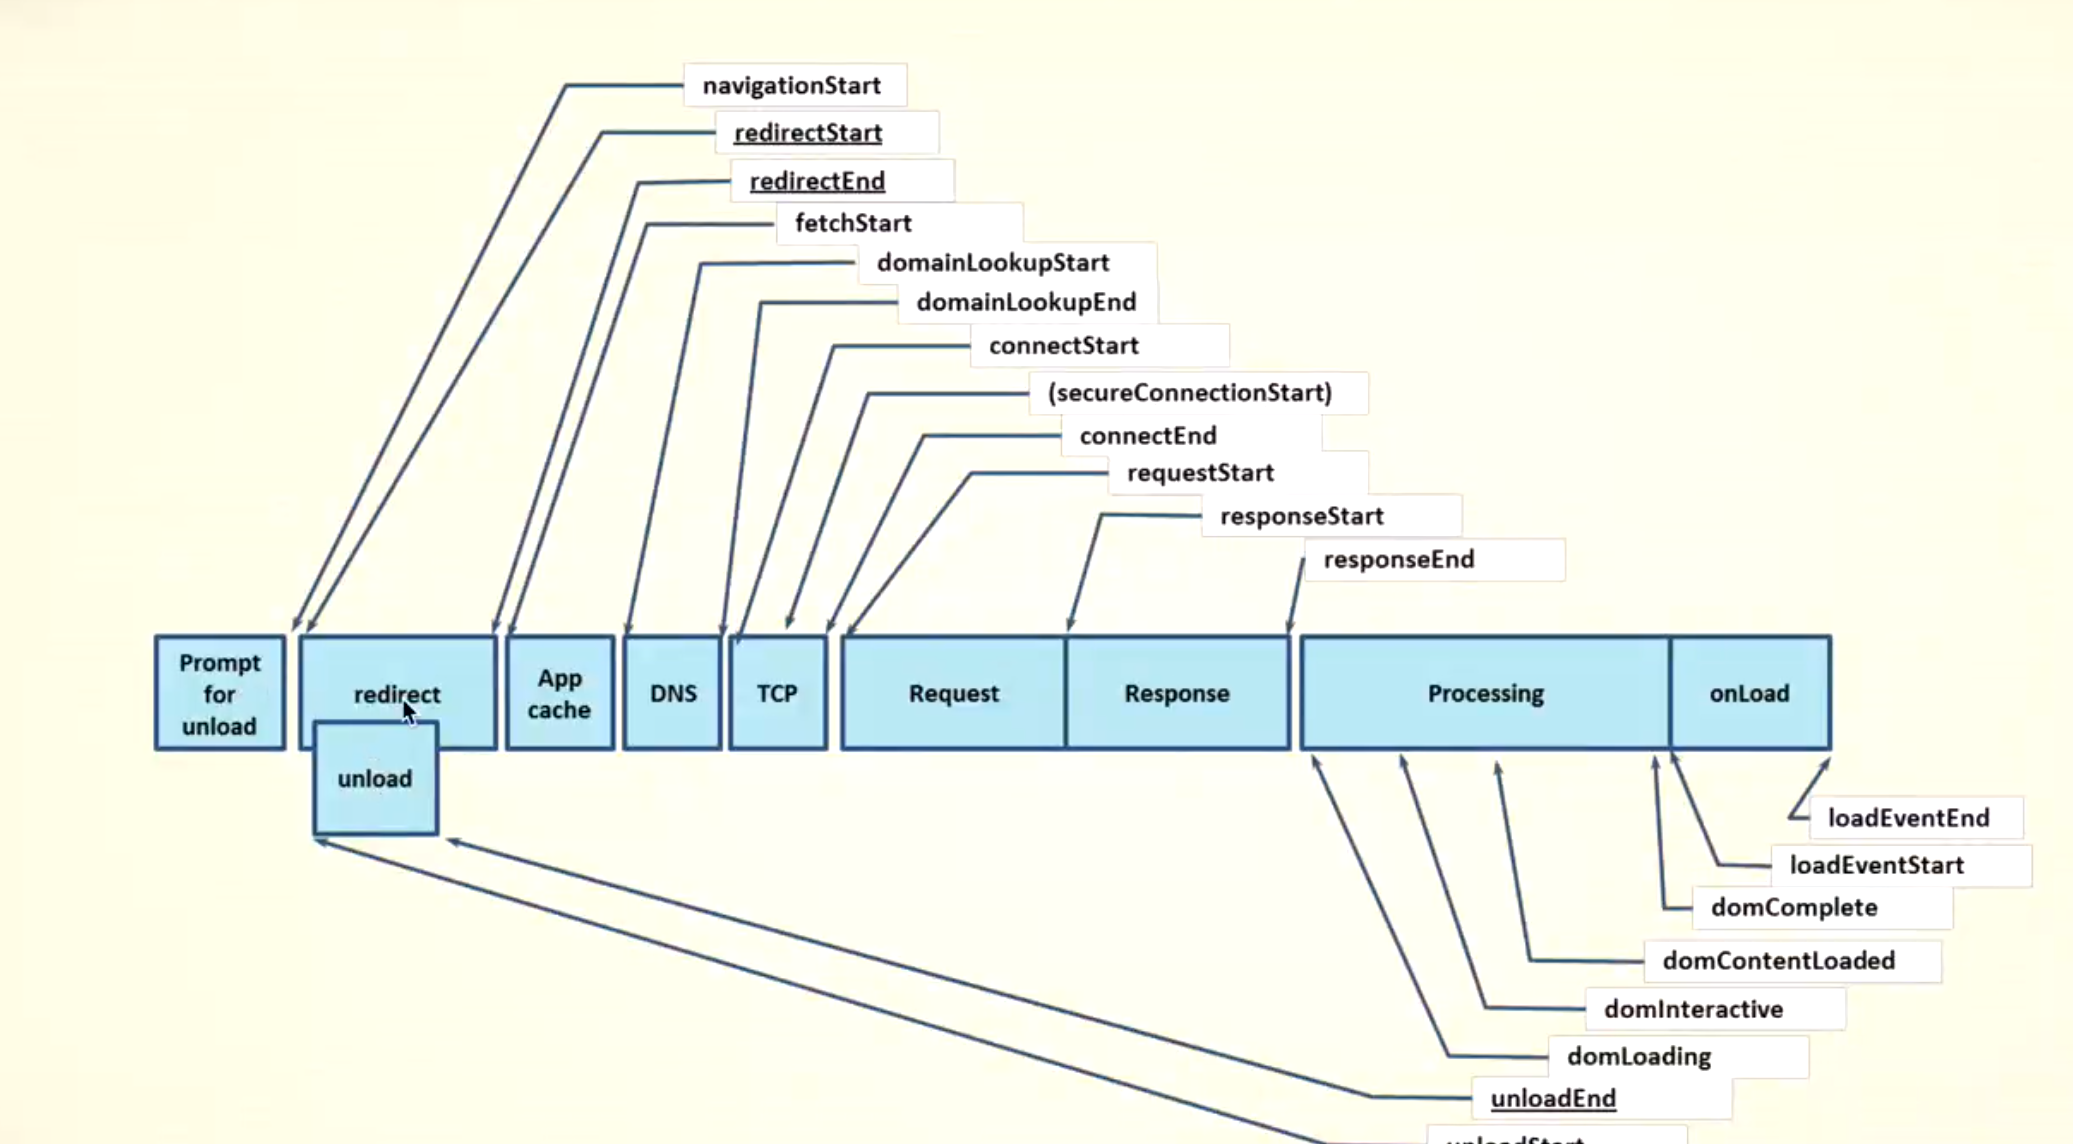 navigationStart
redirectStart
redirectEnd
fetchStart
domainLookupStart
domainLookupEnd
connectStart
(secureConnectionStart)
connectEnd
requestStart
responseStart
responseEnd
Prompt
for
unload
redirect
unload
App
cache
DNS
TCP
Request
Response
Processing
onLoad
loadEventEnd
loadEventStart
domComplete
domContentLoaded
domInteractive
domLoading
unloadEnd
unloadStart